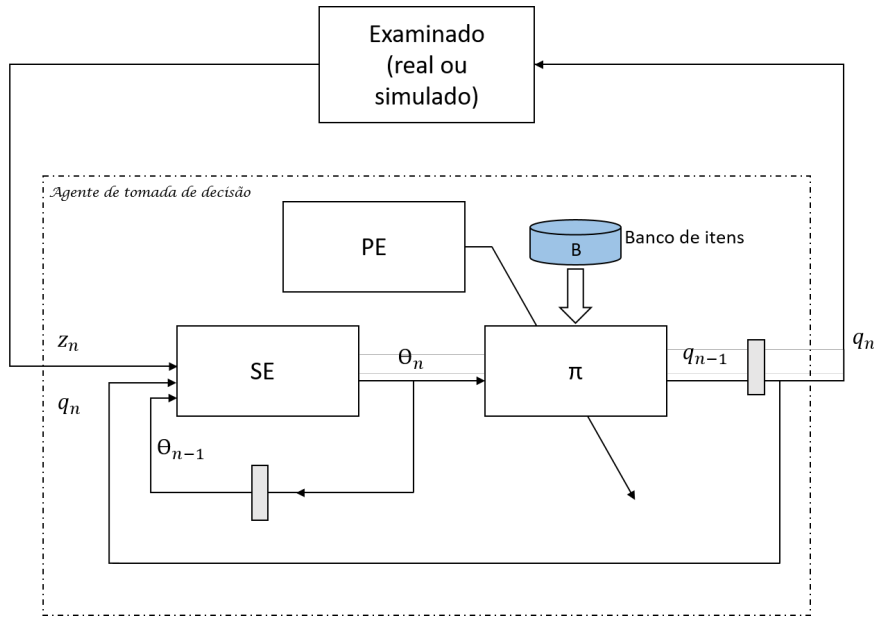 Examinado
(real ou
simulado)
Agente de tomada de decisão
PE
B
Banco de itens
z_n
q_n
SE
Θ_n
π
q_{n-1}
q_n
Θ_{n-1}